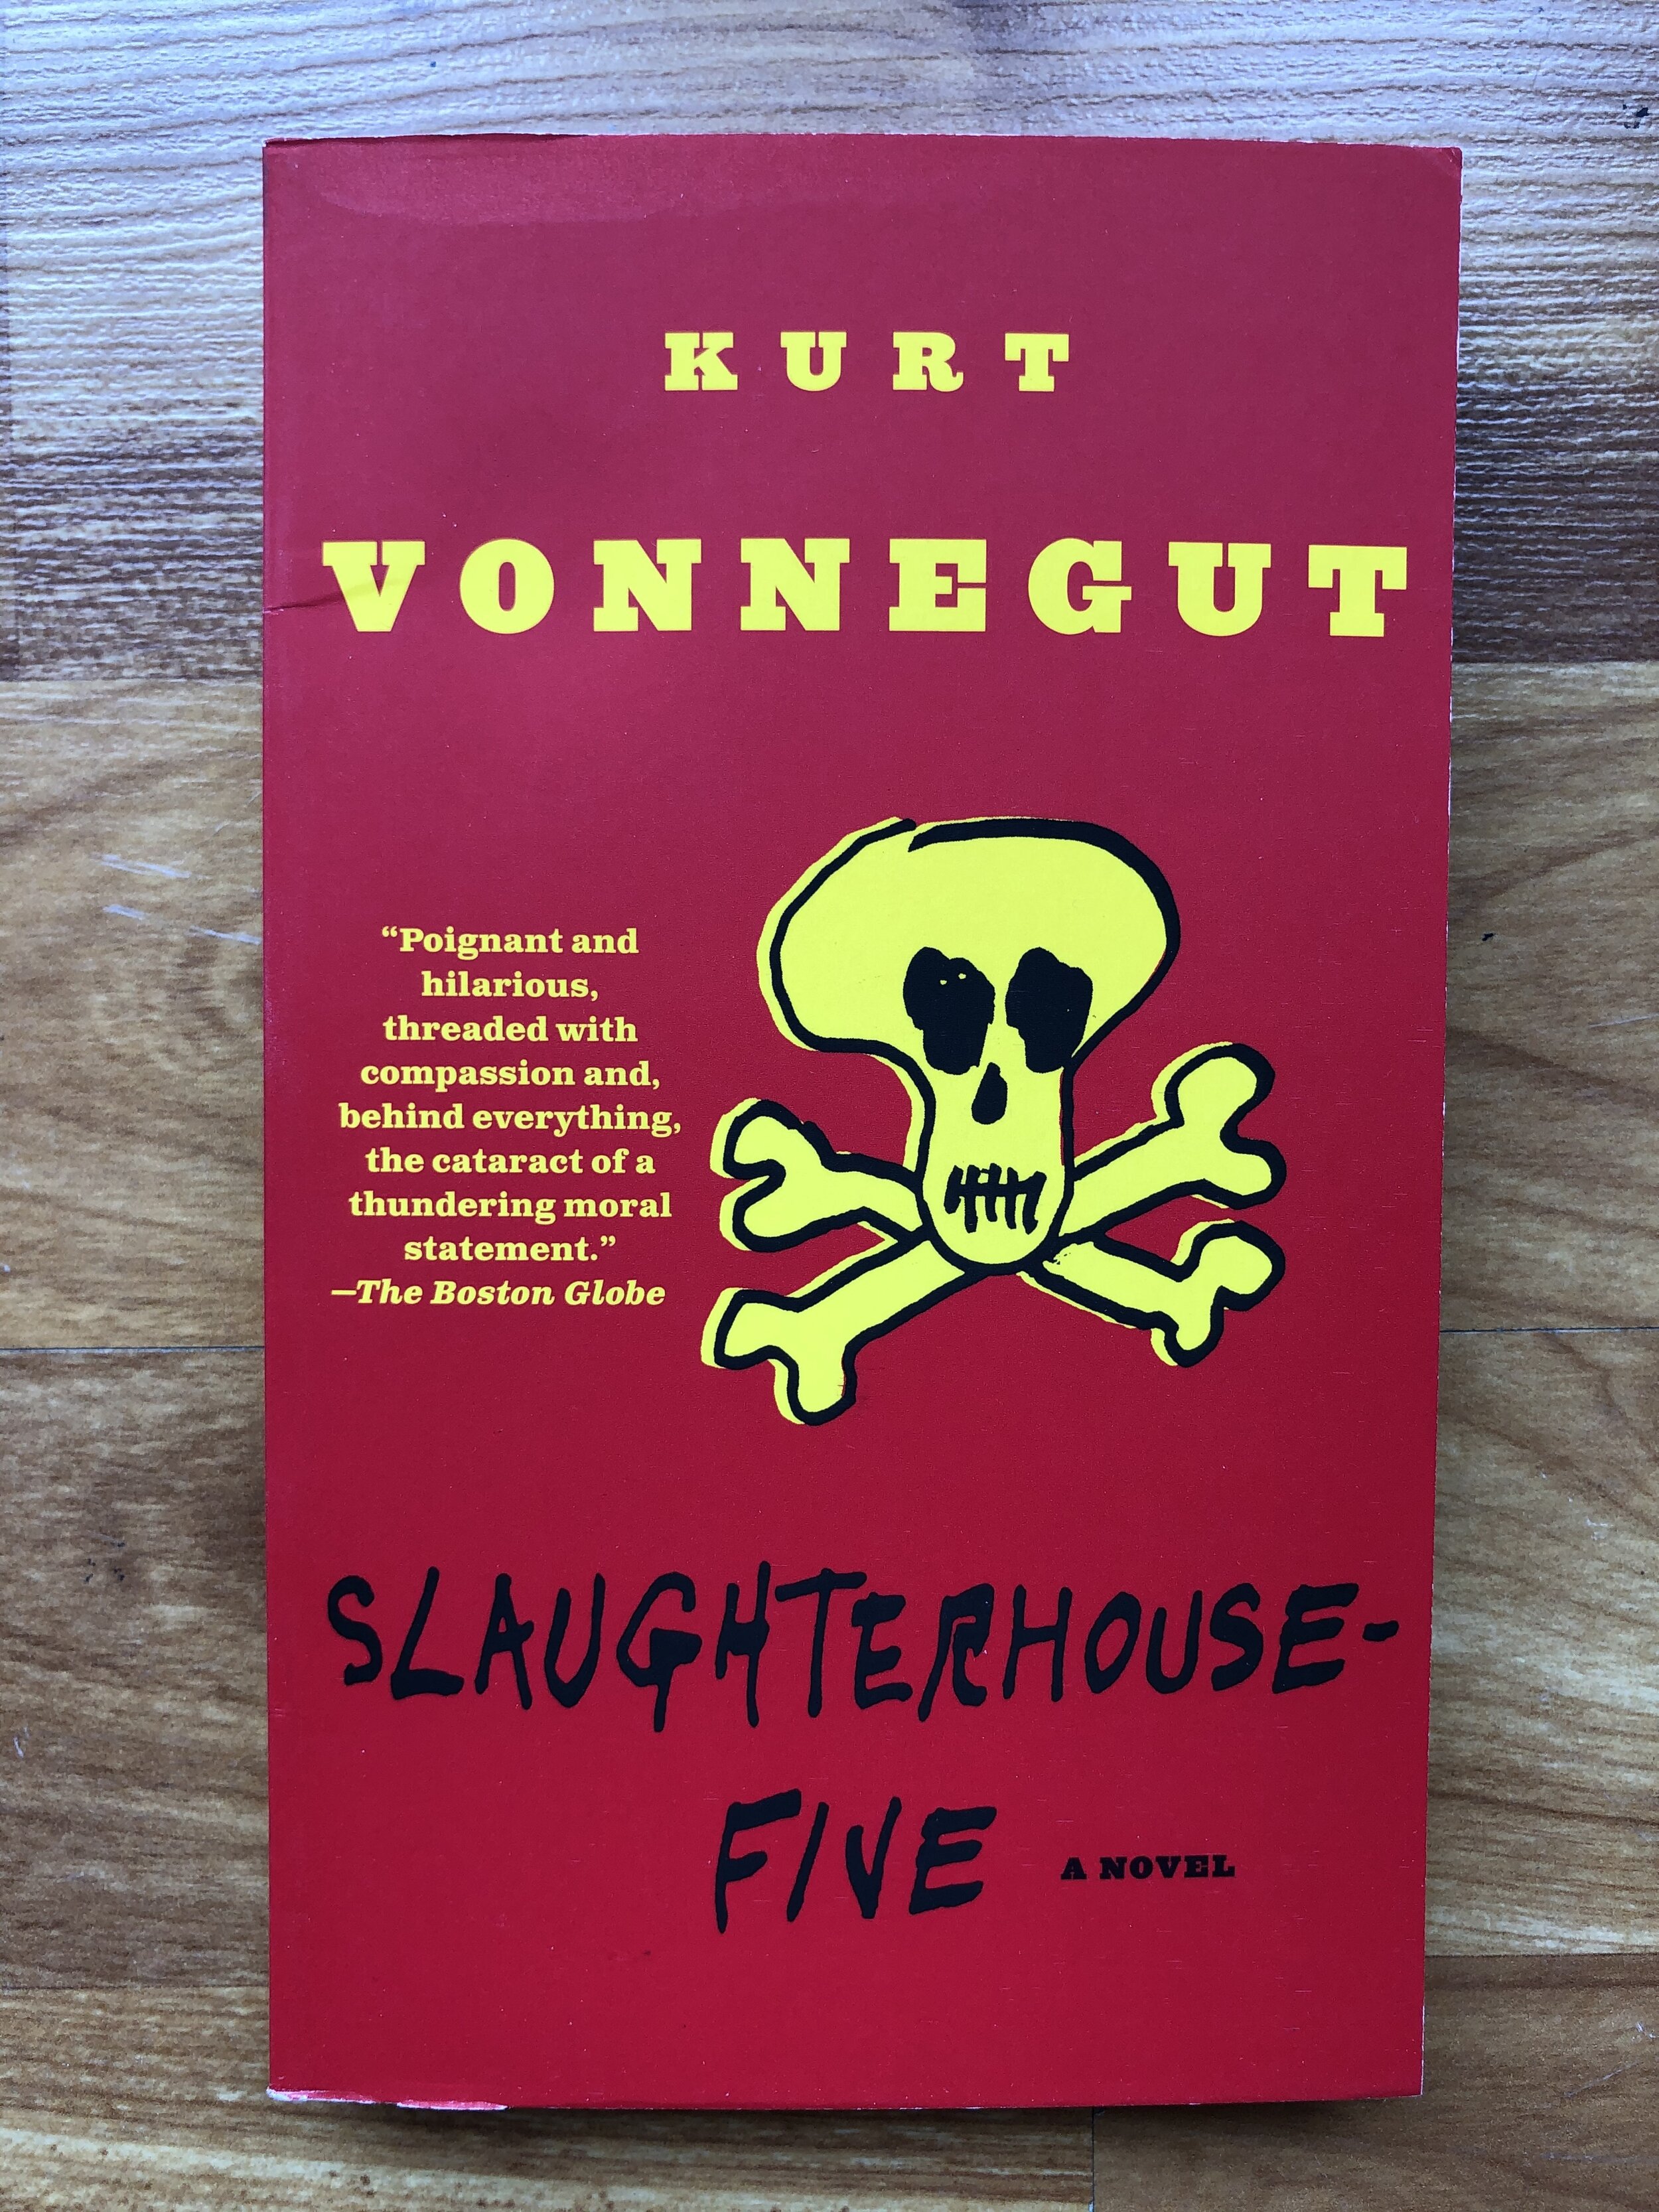 KURT
VONNEGUT
“Poignant and
hilarious,
threaded with
compassion and,
behind everything,
the cataract of a
thundering moral
statement.”
—The Boston Globe
SLAUGHTERHOUSE-
FIVE A NOVEL